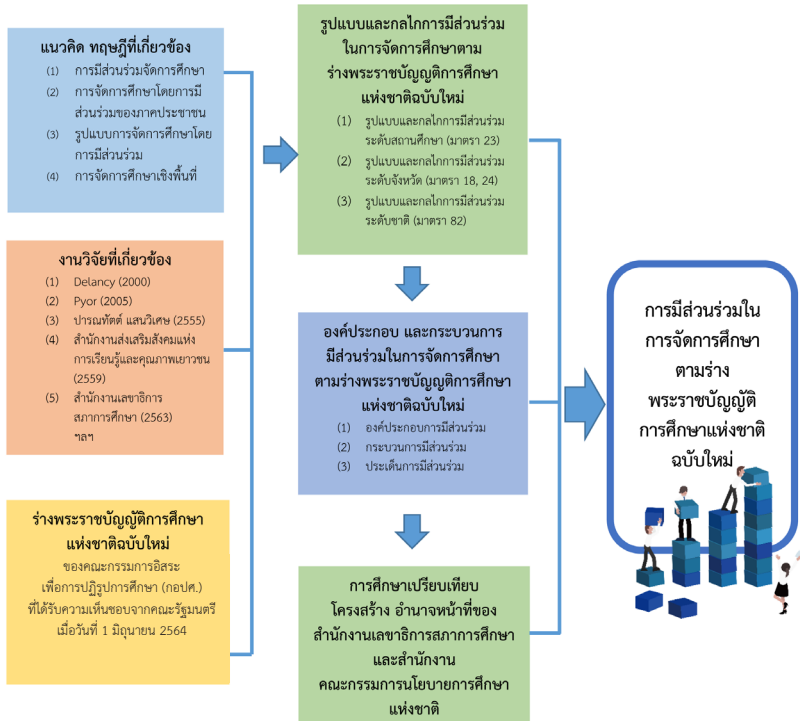 แนวคิด ทฤษฎีที่เกี่ยวข้อง
(1) การมีส่วนร่วมจัดการศึกษา
(2) การจัดการศึกษาโดยการมี
ส่วนร่วมของภาคประชาชน
(3) รูปแบบการจัดการศึกษาโดย
การมีส่วนร่วม
(4) การจัดการศึกษาเชิงพื้นที่
งานวิจัยที่เกี่ยวข้อง
(1) Delancy (2000)
(2) Pyor (2005)
(3) ปารณทัตต์ แสนวิเศษ (2555)
(4) สำนักงานส่งเสริมสังคมแห่ง
การเรียนรู้และคุณภาพเยาวชน
(2559)
(5) สำนักงานเลขาธิการ
สภาการศึกษา (2563)
ฯลฯ
ร่างพระราชบัญญัติการศึกษา
แห่งชาติฉบับใหม่
ของคณะกรรมการอิสระ
เพื่อการปฏิรูปการศึกษา (กอปศ.)
ที่ได้รับความเห็นชอบจากคณะรัฐมนตรี
เมื่อวันที่ 1 มิถุนายน 2564
รูปแบบและกลไกการมีส่วนร่วม
ในการจัดการศึกษาตาม
ร่างพระราชบัญญัติการศึกษา
แห่งชาติฉบับใหม่
(1) รูปแบบและกลไกการมีส่วนร่วม
ระดับสถานศึกษา (มาตรา 23)
(2) รูปแบบและกลไกการมีส่วนร่วม
ระดับจังหวัด (มาตรา 18, 24)
(3) รูปแบบและกลไกการมีส่วนร่วม
ระดับชาติ (มาตรา 82)
องค์ประกอบ และกระบวนการ
มีส่วนร่วมในการจัดการศึกษา
ตามร่างพระราชบัญญัติการศึกษา
แห่งชาติฉบับใหม่
(1) องค์ประกอบการมีส่วนร่วม
(2) กระบวนการมีส่วนร่วม
(3) ประเด็นการมีส่วนร่วม
การศึกษาเปรียบเทียบ
โครงสร้าง อำนาจหน้าที่ของ
สำนักงานเลขาธิการสภาการศึกษา
และสำนักงาน
คณะกรรมการนโยบายการศึกษา
แห่งชาติ
การมีส่วนร่วมใน
การจัดการศึกษา
ตามร่าง
พระราชบัญญัติ
การศึกษาแห่งชาติ
ฉบับใหม่